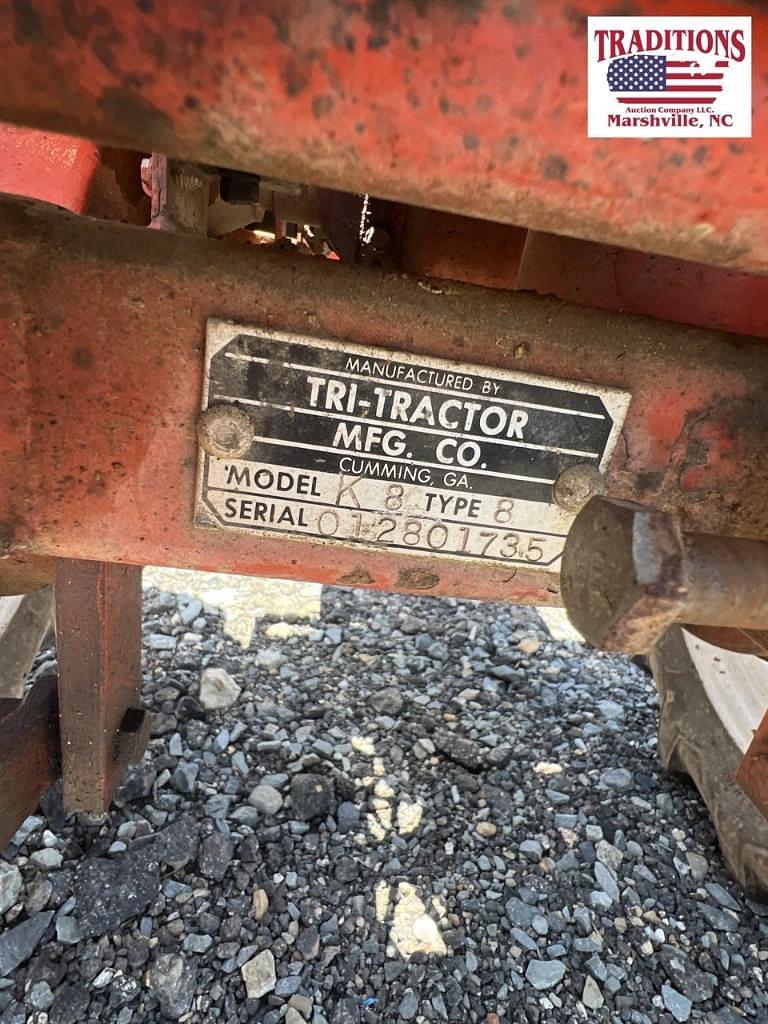 TRADITIONS
Auction Company LLC.
Marshville, NC
MANUFACTURED BY
TRI-TRACTOR
MFG. CO.
CUMMING, GA.
MODEL K 8 TYPE 8
SERIAL 012801735